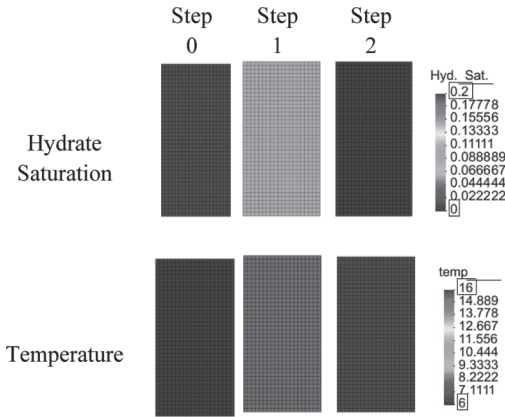 Step
0
Step
1
Step
2
Hydrate
Saturation
Hyd. Sat.
0.2
0.17778
0.15556
0.13333
0.11111
0.088889
0.066667
0.044444
0.022222
0
Temperature
temp
16
14.889
13.778
12.667
11.556
10.444
9.3333
8.2222
7.1111
6